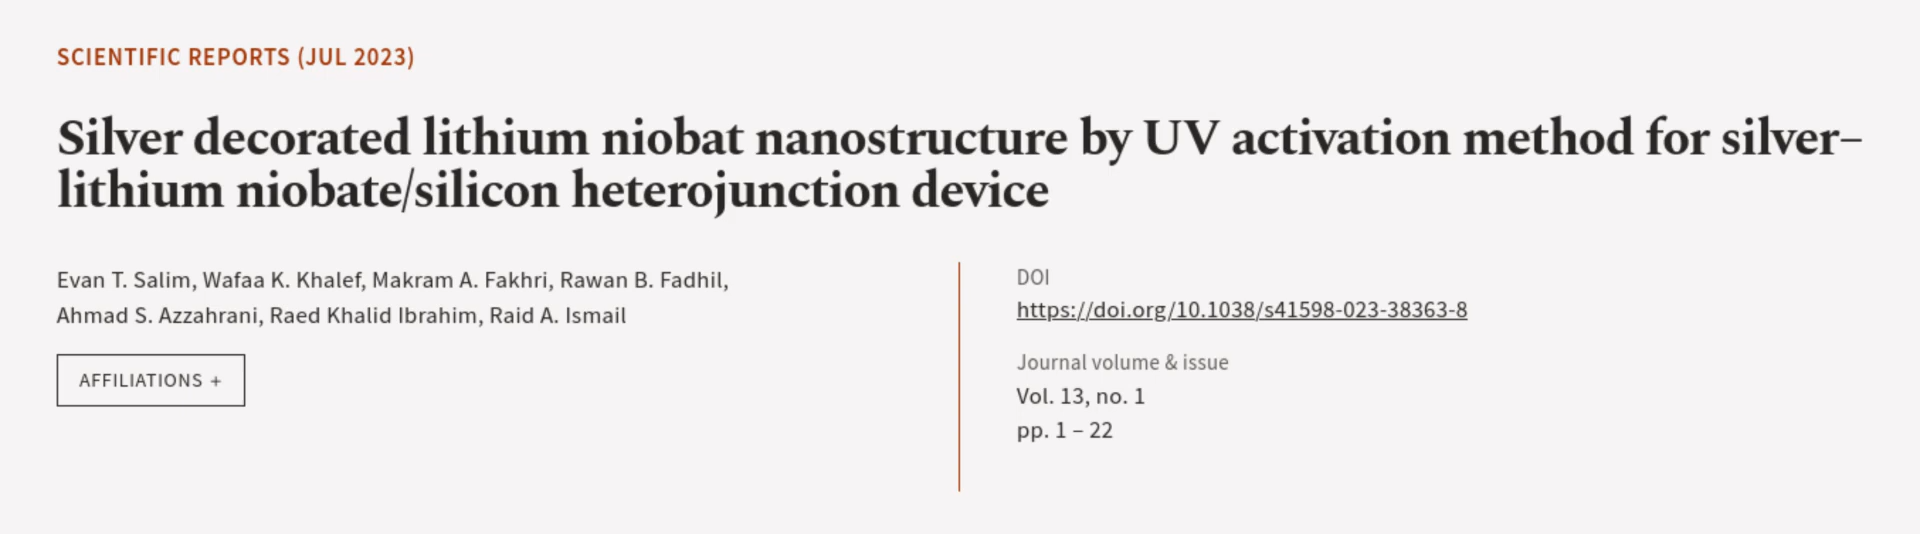 SCIENTIFIC REPORTS (JUL 2023)
Silver decorated lithium niobat nanostructure by UV activation method for silver–
lithium niobate/silicon heterojunction device
Evan T. Salim, Wafaa K. Khalef, Makram A. Fakhri, Rawan B. Fadhil,
Ahmad S. Azzahrani, Raed Khalid Ibrahim, Raid A. Ismail
AFFILIATIONS +
DOI
https://doi.org/10.1038/s41598-023-38363-8
Journal volume & issue
Vol. 13, no. 1
pp. 1 – 22